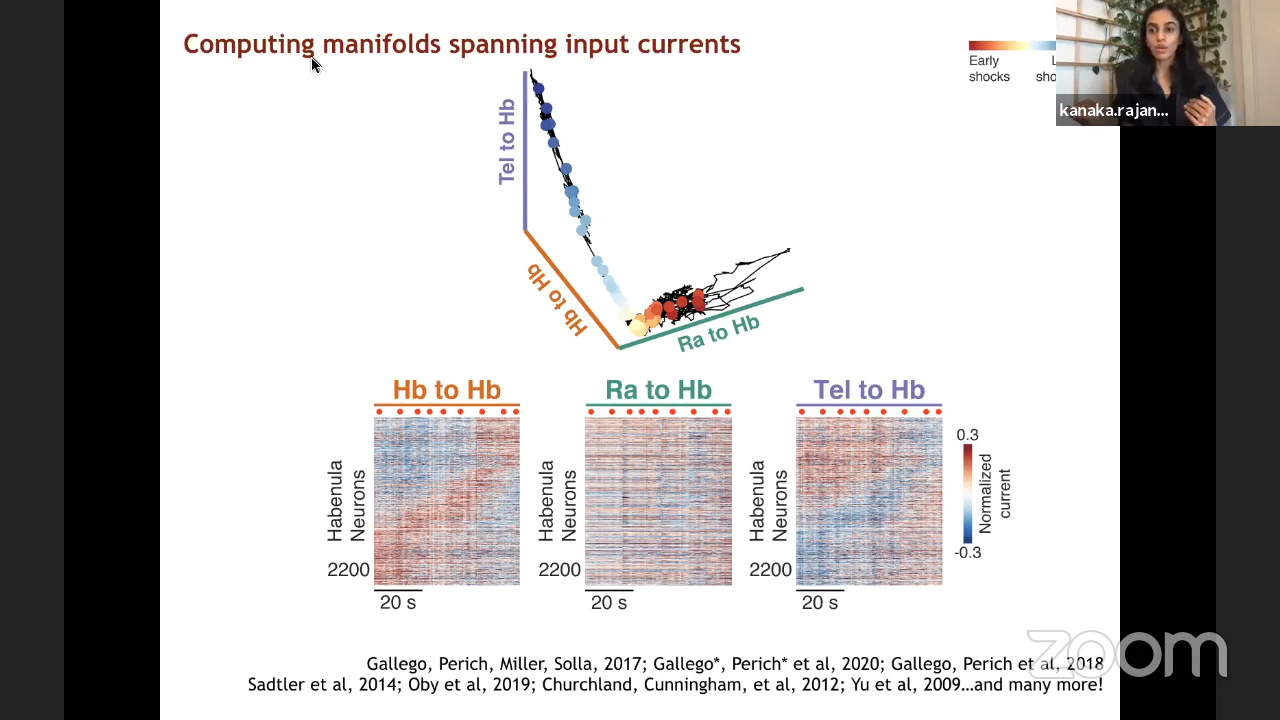 Computing manifolds spanning input currents
Early
shocks
L
sho
kanaka.rajan...
Tel to Hb
Hb to Hb
Ra to Hb
Hb to Hb
Ra to Hb
Tel to Hb
Habenula
Neurons
2200
20 s
Habenula
Neurons
2200
20 s
Habenula
Neurons
2200
20 s
0.3
Normalized
current
-0.3
zoom
Gallego, Perich, Miller, Solla, 2017; Gallego*, Perich* et al, 2020; Gallego, Perich et al, 2018
Sadtler et al, 2014; Oby et al, 2019; Churchland, Cunningham, et al, 2012; Yu et al, 2009…and many more!